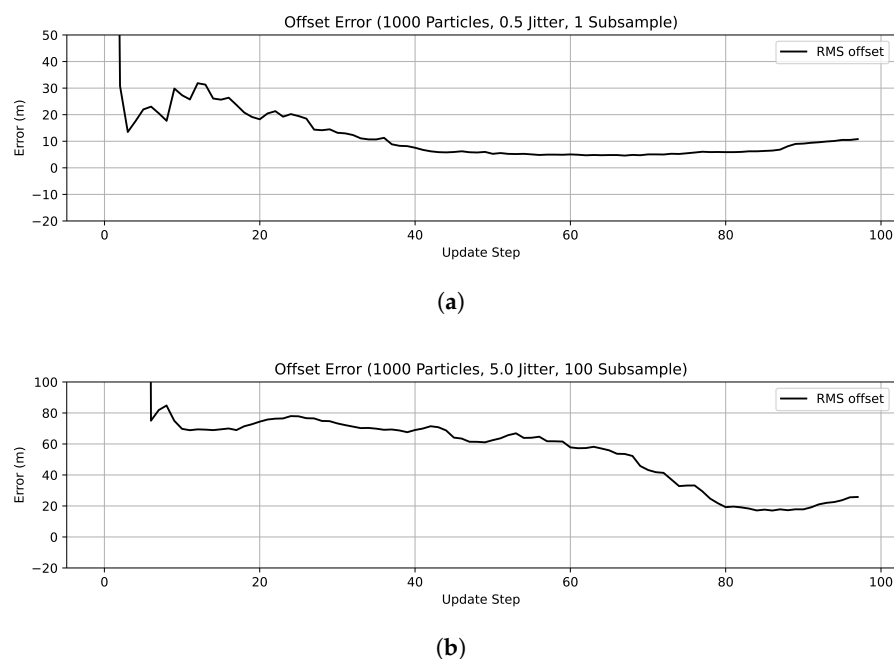 Offset Error (1000 Particles, 0.5 Jitter, 1 Subsample)
50
40
30
20
10
0
−10
−20
Error (m)
RMS offset
0 20 40 60 80 100
Update Step
(a)
Offset Error (1000 Particles, 5.0 Jitter, 100 Subsample)
100
80
60
40
20
0
−20
Error (m)
RMS offset
0 20 40 60 80 100
Update Step
(b)